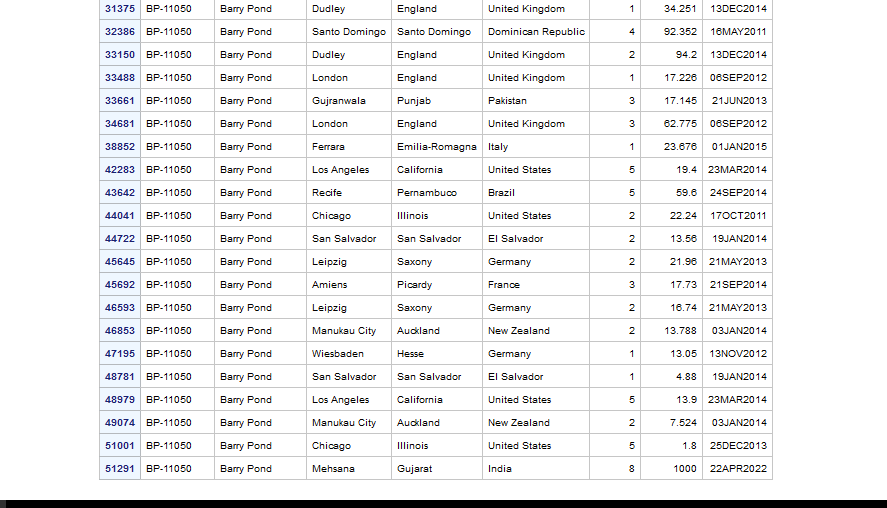 31375 BP-11050 Barry Pond Dudley England United Kingdom 1 34.251 13DEC2014
32386 BP-11050 Barry Pond Santo Domingo Santo Domingo Dominican Republic 4 92.352 16MAY2011
33150 BP-11050 Barry Pond Dudley England United Kingdom 2 94.2 13DEC2014
33488 BP-11050 Barry Pond London England United Kingdom 1 17.226 06SEP2012
33661 BP-11050 Barry Pond Gujranwala Punjab Pakistan 3 17.145 21JUN2013
34681 BP-11050 Barry Pond London England United Kingdom 3 62.775 06SEP2012
38852 BP-11050 Barry Pond Ferrara Emilia-Romagna Italy 1 23.676 01JAN2015
42283 BP-11050 Barry Pond Los Angeles California United States 5 19.4 23MAR2014
43642 BP-11050 Barry Pond Recife Pernambuco Brazil 5 59.6 24SEP2014
44041 BP-11050 Barry Pond Chicago Illinois United States 2 22.24 17OCT2011
44722 BP-11050 Barry Pond San Salvador San Salvador El Salvador 2 13.56 19JAN2014
45645 BP-11050 Barry Pond Leipzig Saxony Germany 2 21.96 21MAY2013
45692 BP-11050 Barry Pond Amiens Picardy France 3 17.73 21SEP2014
46593 BP-11050 Barry Pond Leipzig Saxony Germany 2 16.74 21MAY2013
46853 BP-11050 Barry Pond Manukau City Auckland New Zealand 2 13.788 03JAN2014
47195 BP-11050 Barry Pond Wiesbaden Hesse Germany 1 13.05 13NOV2012
48781 BP-11050 Barry Pond San Salvador San Salvador El Salvador 1 4.88 19JAN2014
48979 BP-11050 Barry Pond Los Angeles California United States 5 13.9 23MAR2014
49074 BP-11050 Barry Pond Manukau City Auckland New Zealand 2 7.524 03JAN2014
51001 BP-11050 Barry Pond Chicago Illinois United States 5 1.8 25DEC2013
51291 BP-11050 Barry Pond Mehsana Gujarat India 8 1000 22APR2022